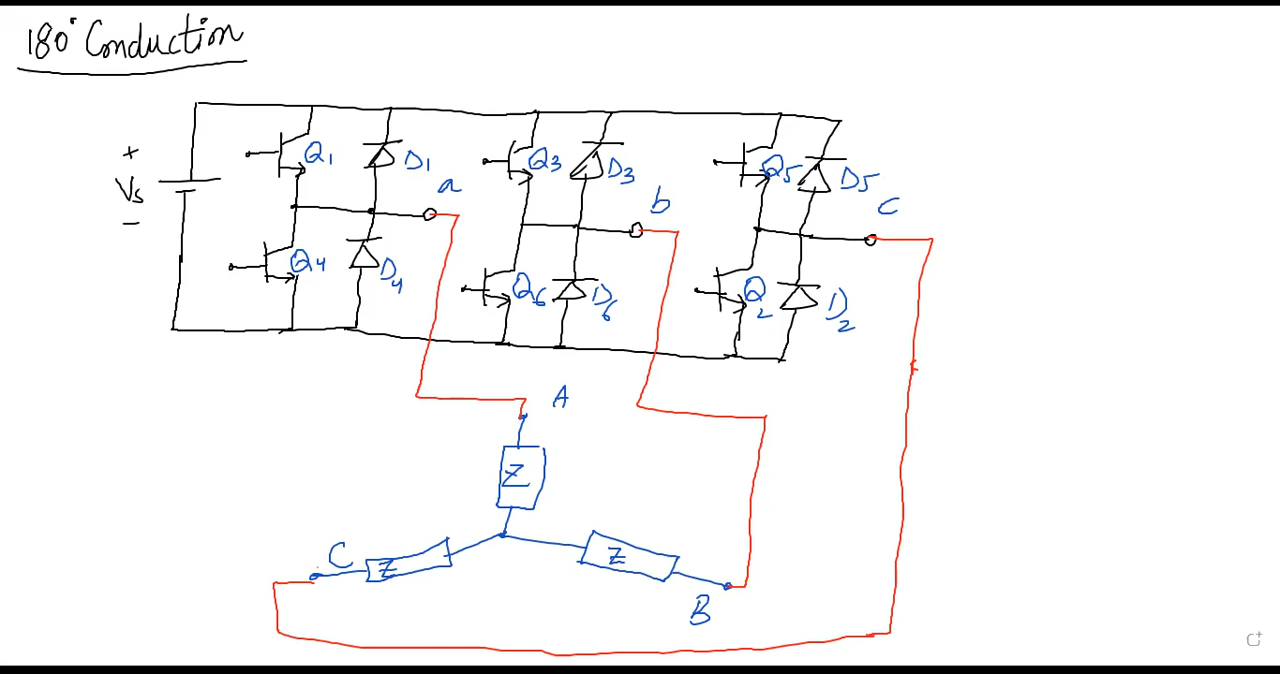 180° Conduction
+
Vs
-
Q1
D1
a
Q3
D3
b
Q5
D5
c
Q4
D4
Q6
D6
Q2
D2
A
Z
C
Z
Z
B